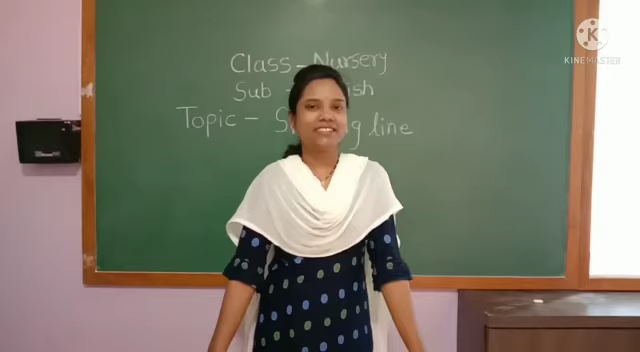 Class - Nursery
Sub -
Topic - line
KINEMASTER